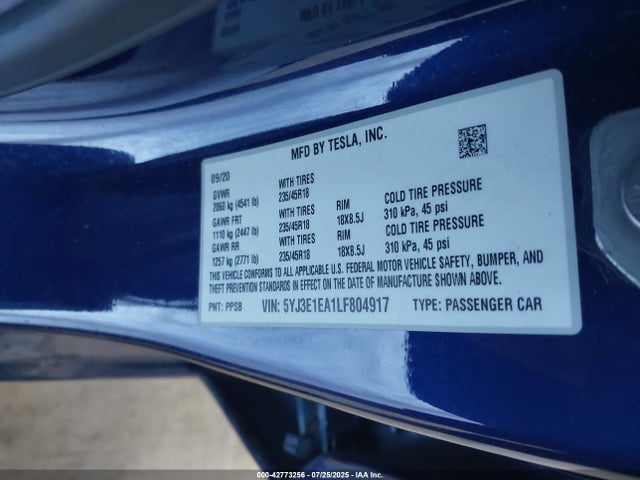 MFD BY TESLA, INC.
09/20
GVWR WITH TIRES
2060 kg (4541 lb) 235/45R18
GAWR FRT WITH TIRES RIM COLD TIRE PRESSURE
1110 kg (2447 lb) 235/45R18 18X8.5J 310 kPa, 45 psi
GAWR RR WITH TIRES RIM COLD TIRE PRESSURE
1257 kg (2771 lb) 235/45R18 18X8.5J 310 kPa, 45 psi
THIS VEHICLE CONFORMS TO ALL APPLICABLE U.S. FEDERAL MOTOR VEHICLE SAFETY, BUMPER, AND
THEFT PREVENTION STANDARDS IN EFFECT ON THE DATE OF MANUFACTURE SHOWN ABOVE.
PNT: PPSB VIN: 5YJ3E1EA1LF804917 TYPE: PASSENGER CAR
000-42773256 - 07/25/2025 - IAA Inc.